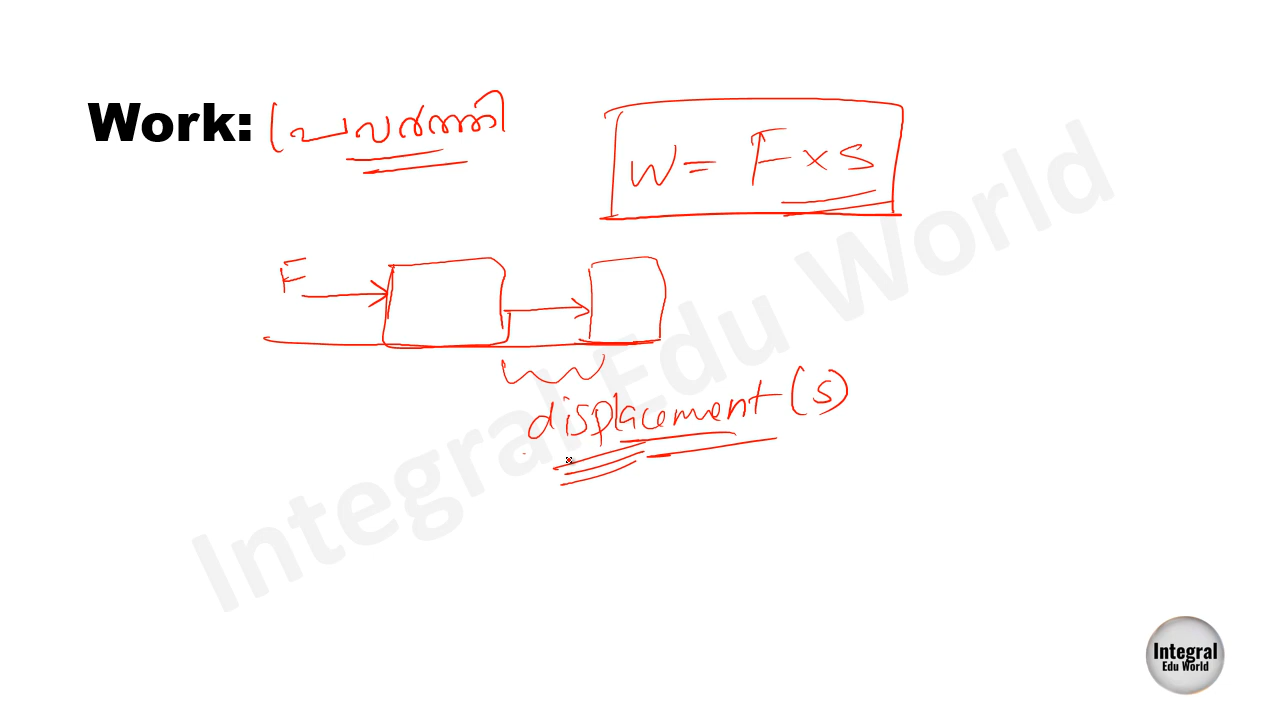 Work: പ്രവർത്തി
W = F × s
F
displacement (s)
Integral Edu World
Integral
Edu World